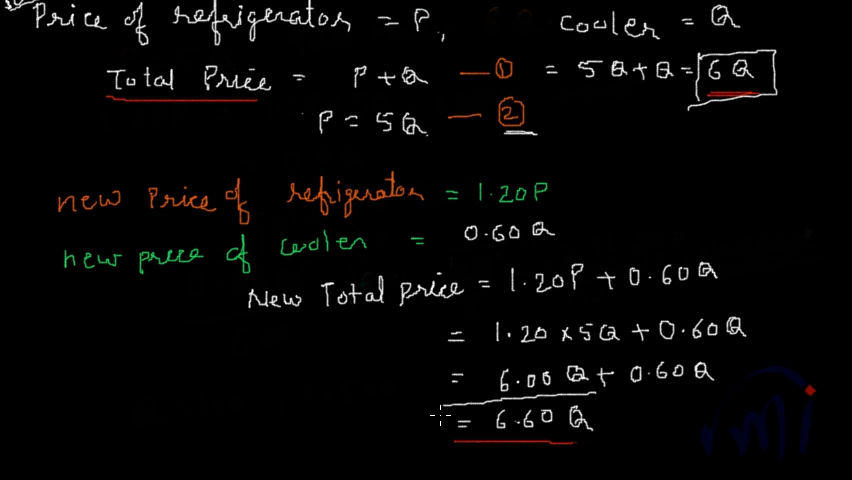 Price of refrigerator = P, Cooler = Q
Total Price = P + Q — ① = 5Q + Q = 6Q
P = 5Q — ②
new Price of refrigerator = 1.20P
new price of cooler = 0.60Q
New Total price = 1.20P + 0.60Q
= 1.20 × 5Q + 0.60Q
= 6.00Q + 0.60Q
= 6.60Q
rmi